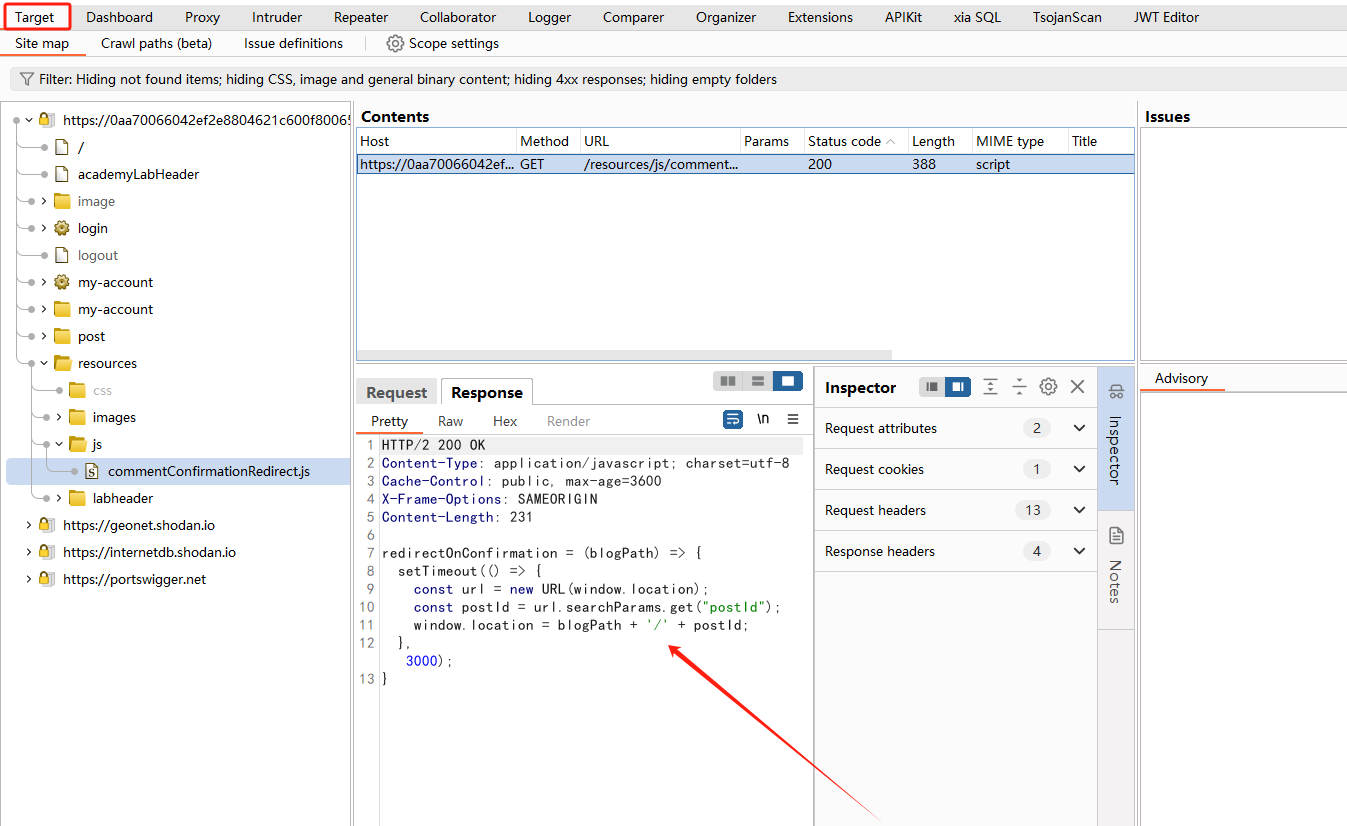 Target Dashboard Proxy Intruder Repeater Collaborator Logger Comparer Organizer Extensions APIKit xia SQL TsojanScan JWT Editor
Site map Crawl paths (beta) Issue definitions Scope settings
Filter: Hiding not found items; hiding CSS, image and general binary content; hiding 4xx responses; hiding empty folders
https://0aa70066042ef2e8804621c600f80065
/
academyLabHeader
image
login
logout
my-account
my-account
post
resources
css
images
js
commentConfirmationRedirect.js
labheader
https://geonet.shodan.io
https://internetdb.shodan.io
https://portswigger.net
Contents
Host Method URL Params Status code Length MIME type Title
https://0aa70066042ef... GET /resources/js/comment... 200 388 script
Request Response
Pretty Raw Hex Render \n
1 HTTP/2 200 OK
2 Content-Type: application/javascript; charset=utf-8
3 Cache-Control: public, max-age=3600
4 X-Frame-Options: SAMEORIGIN
5 Content-Length: 231
6
7 redirectOnConfirmation = (blogPath) => {
8 setTimeout(() => {
9 const url = new URL(window.location);
10 const postId = url.searchParams.get("postId");
11 window.location = blogPath + '/' + postId;
12 },
3000);
13 }
Inspector
Request attributes 2
Request cookies 1
Request headers 13
Response headers 4
Inspector
Notes
Issues
Advisory